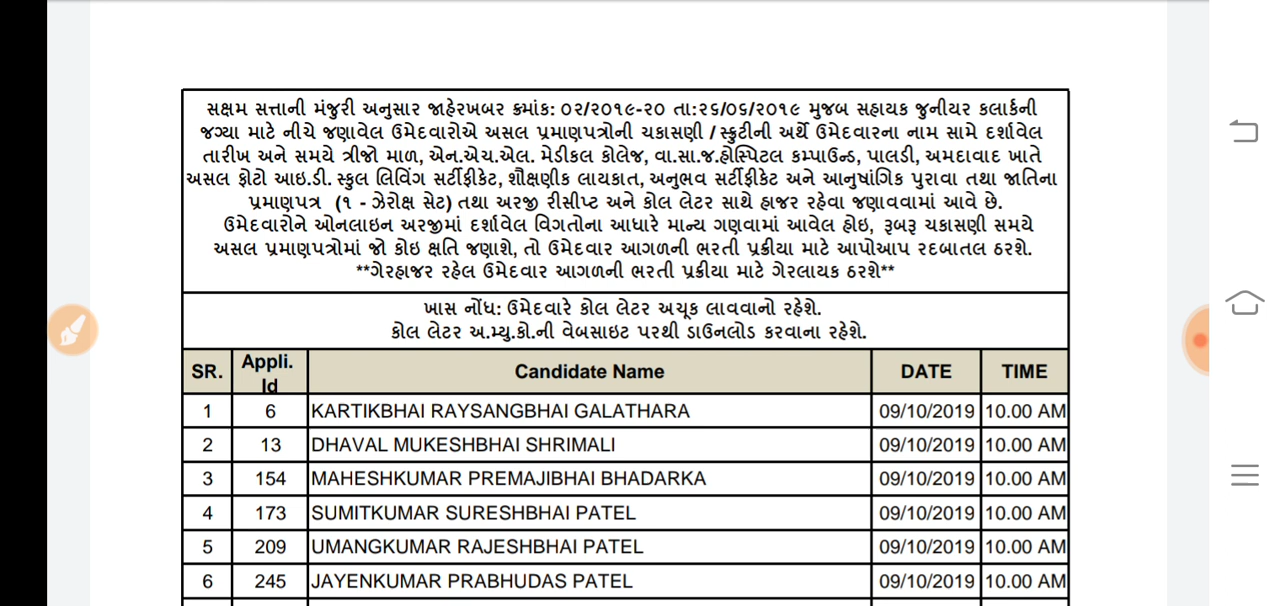 સક્ષમ સત્તાની મંજુરી અનુસાર જાહેરખબર ક્રમાંક: ૦૨/૨૦૧૯-૨૦ તા:૨૬/૦૬/૨૦૧૯ મુજબ સહાયક જુનીયર કલાર્કની
જગ્યા માટે નીચે જણાવેલ ઉમેદવારોએ અસલ પ્રમાણપત્રોની ચકાસણી / સ્ક્રુટીની અર્થે ઉમેદવારના નામ સામે દર્શાવેલ
તારીખ અને સમયે ત્રીજો માળ, એન.એચ.એલ. મેડીકલ કોલેજ, વા.સા.જ.હોસ્પિટલ કમ્પાઉન્ડ, પાલડી, અમદાવાદ ખાતે
અસલ ફોટો આઇ.ડી. સ્કુલ લિવિંગ સર્ટીફીકેટ, શૈક્ષણીક લાયકાત, અનુભવ સર્ટીફીકેટ અને આનુષાંગિક પુરાવા તથા જાતિના
પ્રમાણપત્ર (૧ - ઝેરોક્ષ સેટ) તથા અરજી રીસીપ્ટ અને કોલ લેટર સાથે હાજર રહેવા જણાવવામાં આવે છે.
ઉમેદવારોને ઓનલાઇન અરજીમાં દર્શાવેલ વિગતોના આધારે માન્ય ગણવામાં આવેલ હોઇ, રૂબરૂ ચકાસણી સમયે
અસલ પ્રમાણપત્રોમાં જો કોઇ ક્ષતિ જણાશે, તો ઉમેદવાર આગળની ભરતી પ્રક્રીયા માટે આપોઆપ રદબાતલ ઠરશે.
**ગેરહાજર રહેલ ઉમેદવાર આગળની ભરતી પ્રક્રીયા માટે ગેરલાયક ઠરશે**
ખાસ નોંધ: ઉમેદવારે કોલ લેટર અચૂક લાવવાનો રહેશે.
કોલ લેટર અ.મ્યુ.કો.ની વેબસાઇટ પરથી ડાઉનલોડ કરવાના રહેશે.
SR. Appli. Id Candidate Name DATE TIME
1 6 KARTIKBHAI RAYSANGBHAI GALATHARA 09/10/2019 10.00 AM
2 13 DHAVAL MUKESHBHAI SHRIMALI 09/10/2019 10.00 AM
3 154 MAHESHKUMAR PREMAJIBHAI BHADARKA 09/10/2019 10.00 AM
4 173 SUMITKUMAR SURESHBHAI PATEL 09/10/2019 10.00 AM
5 209 UMANGKUMAR RAJESHBHAI PATEL 09/10/2019 10.00 AM
6 245 JAYENKUMAR PRABHUDAS PATEL 09/10/2019 10.00 AM